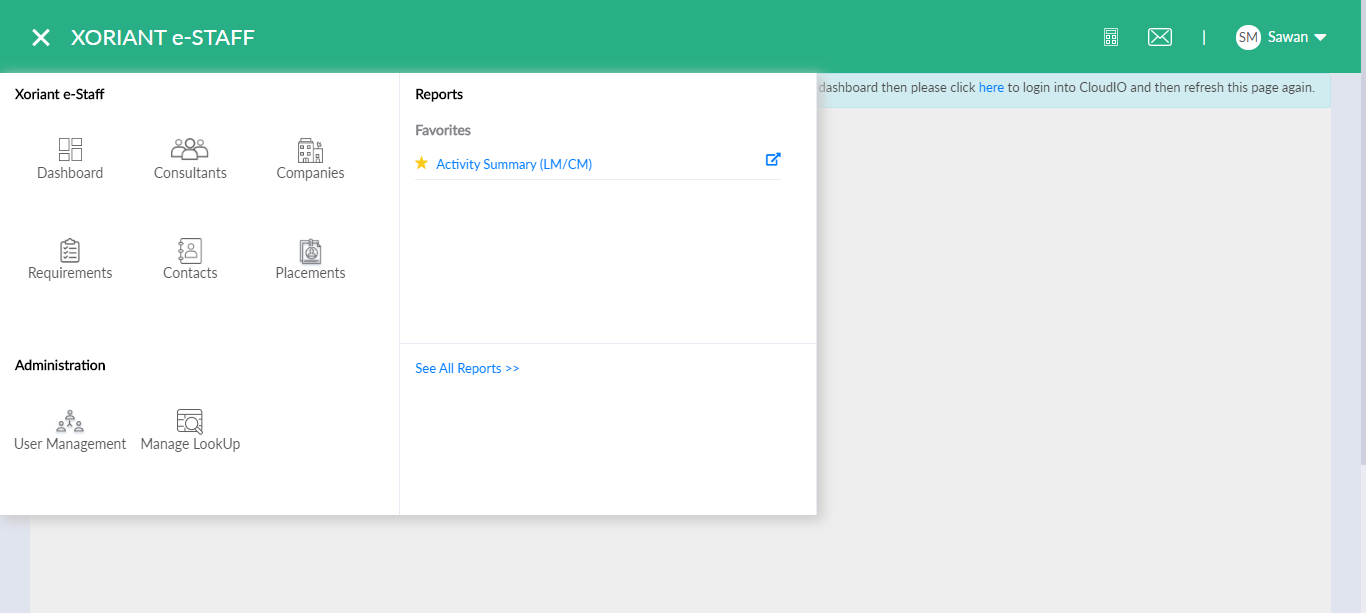 XORIANT e-STAFF
|
SM Sawan
dashboard then please click here to login into CloudIO and then refresh this page again.
Xoriant e-Staff
Dashboard Consultants Companies
Requirements Contacts Placements
Administration
User Management Manage LookUp
Reports
Favorites
Activity Summary (LM/CM)
See All Reports >>